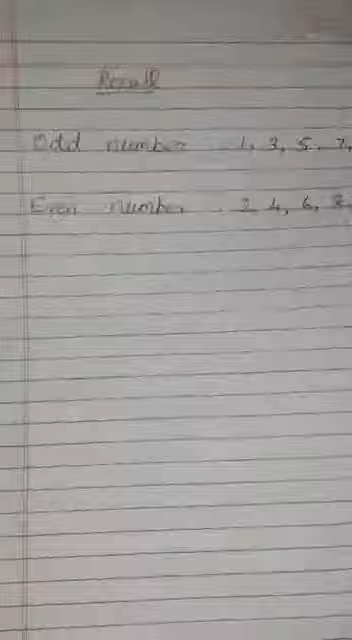 Recall
Odd number - 1, 3, 5, 7,
Even number - 2 4, 6, 8,